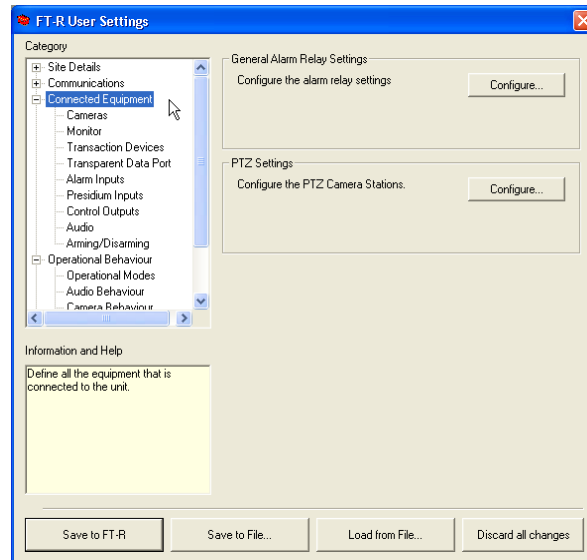 FT-R User Settings
Category
Site Details
Communications
Connected Equipment
Cameras
Monitor
Transaction Devices
Transparent Data Port
Alarm Inputs
Presidium Inputs
Control Outputs
Audio
Arming/Disarming
Operational Behaviour
Operational Modes
Audio Behaviour
Camera Behaviour
General Alarm Relay Settings
Configure the alarm relay settings
Configure...
PTZ Settings
Configure the PTZ Camera Stations.
Configure...
Information and Help
Define all the equipment that is
connected to the unit.
Save to FT-R
Save to File...
Load from File...
Discard all changes